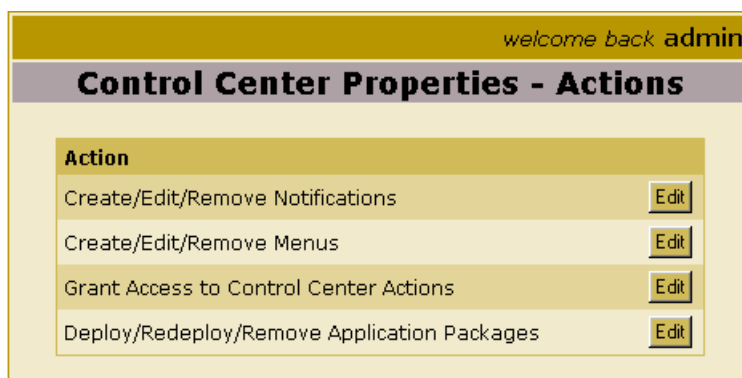 welcome back admin
Control Center Properties - Actions
Action
Create/Edit/Remove Notifications Edit
Create/Edit/Remove Menus Edit
Grant Access to Control Center Actions Edit
Deploy/Redeploy/Remove Application Packages Edit